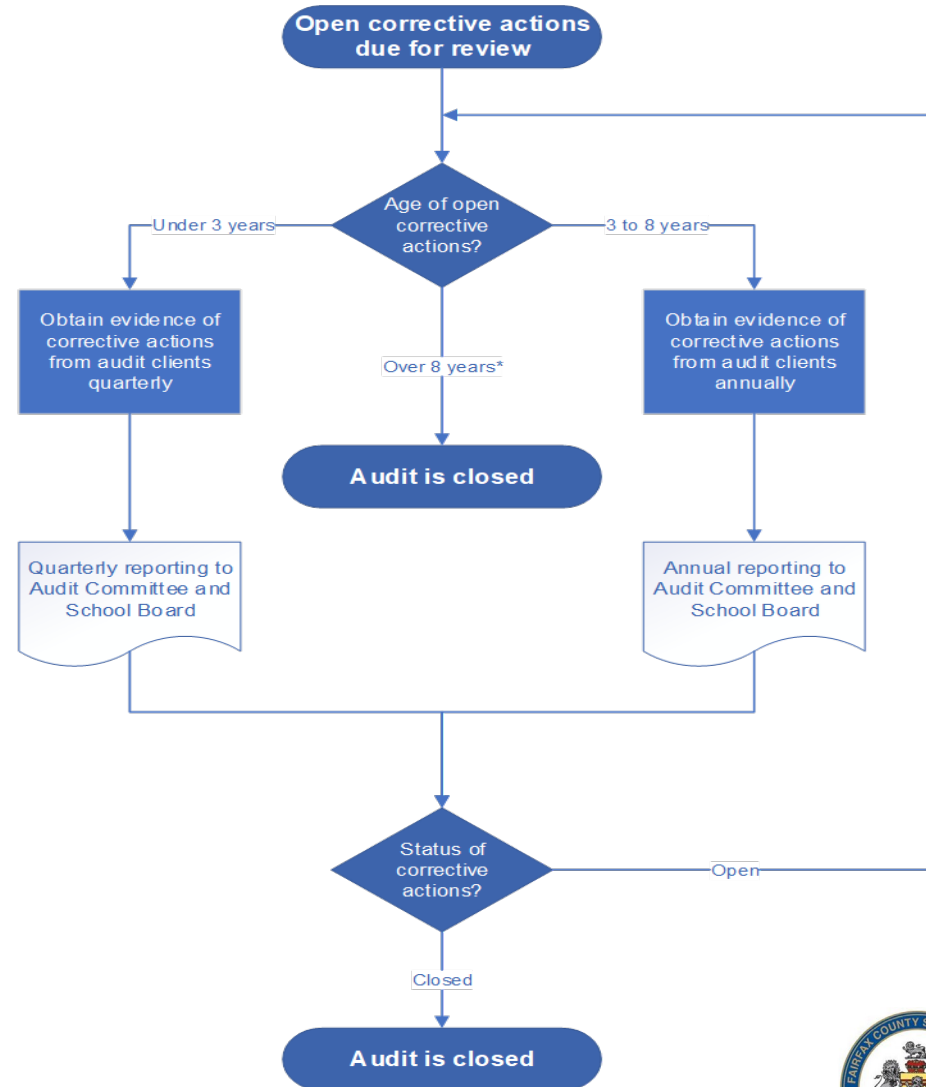 Open corrective actions
due for review
Age of open
corrective
actions?
Under 3 years
3 to 8 years
Obtain evidence of
corrective actions
from audit clients
quarterly
Over 8 years*
Obtain evidence of
corrective actions
from audit clients
annually
Audit is closed
Quarterly reporting to
Audit Committee and
School Board
Annual reporting to
Audit Committee and
School Board
Status of
corrective
actions?
Open
Closed
Audit is closed
FAIRFAX COUNTY S